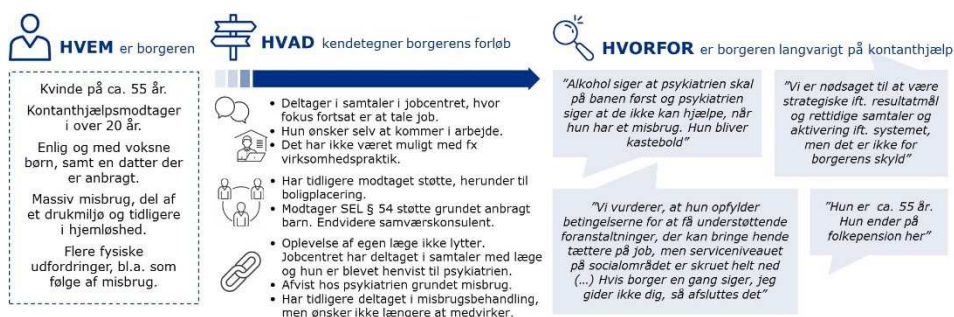 HVEM er borgeren
Kvinde på ca. 55 år.
Kontanthjælpsmodtager
i over 20 år.
Enlig og med voksne
børn, samt en datter der
er anbragt.
Massiv misbrug, del af
et drukmiljø og tidligere
i hjemløshed.
Flere fysiske
udfordringer, bl.a. som
følge af misbrug.
HVAD kendetegner borgerens forløb
• Deltager i samtaler i jobcentret, hvor
fokus fortsat er at tale job.
• Hun ønsker selv at kommer i arbejde.
• Det har ikke været muligt med fx
virksomhedspraktik.
• Har tidligere modtaget støtte, herunder til
boligplacering.
• Modtager SEL § 54 støtte grundet anbragt
barn. Endvidere samværskonsulent.
• Oplevelse af egen læge ikke lytter.
Jobcentret har deltaget i samtaler med læge
og hun er blevet henvist til psykiatrien.
• Afvist hos psykiatrien grundet misbrug.
• Har tidligere deltaget i misbrugsbehandling,
men ønsker ikke længere at medvirker.
HVORFOR er borgeren langvarigt på kontanthjælp
"Alkohol siger at psykiatrien skal
på banen først og psykiatrien
siger at de ikke kan hjælpe, når
hun har et misbrug. Hun bliver
kastebold"
"Vi er nødsaget til at være
strategiske ift. resultatmål
og rettidige samtaler og
aktivering ift. systemet,
men det er ikke for
borgerens skyld"
"Vi vurderer, at hun opfylder
betingelserne for at få understøttende
foranstaltninger, der kan bringe hende
tættere på job, men serviceniveauet
på socialområdet er skruet helt ned
(...) Hvis borger en gang siger, jeg
gider ikke dig, så afsluttes det"
"Hun er ca. 55 år.
Hun ender på
folkepension her"